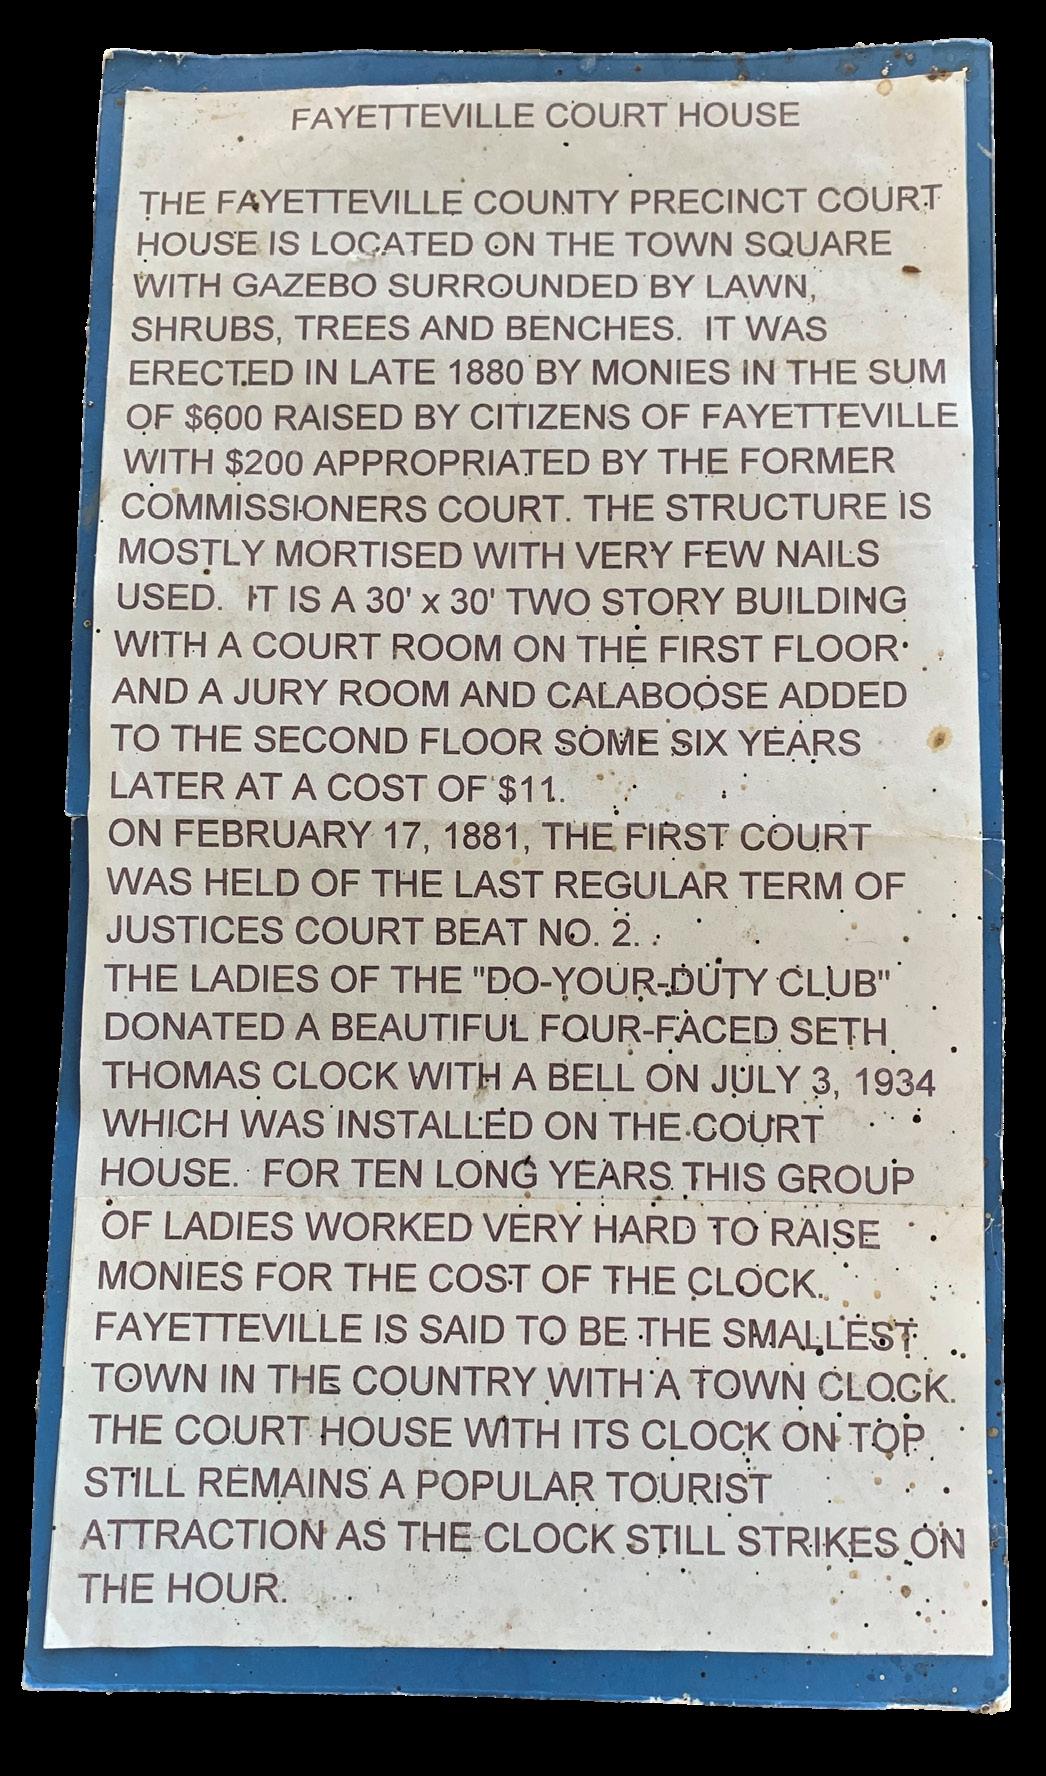 FAYETTEVILLE COURT HOUSE
THE FAYETTEVILLE COUNTY PRECINCT COURT
HOUSE IS LOCATED ON THE TOWN SQUARE
WITH GAZEBO SURROUNDED BY LAWN,
SHRUBS, TREES AND BENCHES. IT WAS
ERECTED IN LATE 1880 BY MONIES IN THE SUM
OF $600 RAISED BY CITIZENS OF FAYETTEVILLE
WITH $200 APPROPRIATED BY THE FORMER
COMMISSIONERS COURT. THE STRUCTURE IS
MOSTLY MORTISED WITH VERY FEW NAILS
USED. IT IS A 30' x 30' TWO STORY BUILDING
WITH A COURT ROOM ON THE FIRST FLOOR
AND A JURY ROOM AND CALABOOSE ADDED
TO THE SECOND FLOOR SOME SIX YEARS
LATER AT A COST OF $11.
ON FEBRUARY 17, 1881, THE FIRST COURT
WAS HELD OF THE LAST REGULAR TERM OF
JUSTICES COURT BEAT NO. 2.
THE LADIES OF THE "DO-YOUR-DUTY CLUB"
DONATED A BEAUTIFUL FOUR-FACED SETH
THOMAS CLOCK WITH A BELL ON JULY 3, 1934
WHICH WAS INSTALLED ON THE COURT
HOUSE. FOR TEN LONG YEARS THIS GROUP
OF LADIES WORKED VERY HARD TO RAISE
MONIES FOR THE COST OF THE CLOCK.
FAYETTEVILLE IS SAID TO BE THE SMALLEST
TOWN IN THE COUNTRY WITH A TOWN CLOCK.
THE COURT HOUSE WITH ITS CLOCK ON TOP
STILL REMAINS A POPULAR TOURIST
ATTRACTION AS THE CLOCK STILL STRIKES ON
THE HOUR.